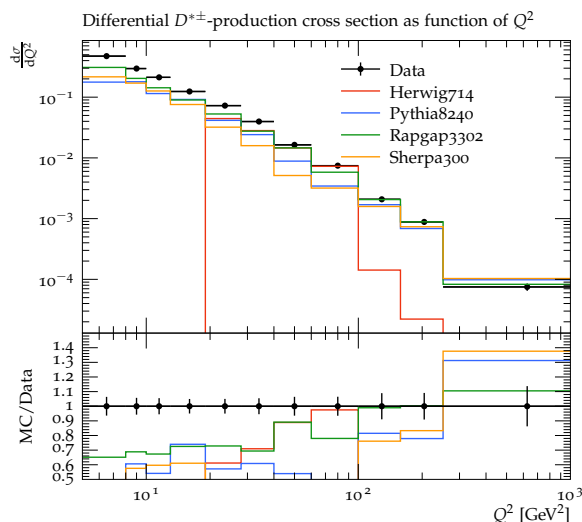 Differential D*±-production cross section as function of Q²
dσ
dQ²
Data
Herwig714
Pythia8240
Rapgap3302
Sherpa300
10⁻¹
10⁻²
10⁻³
10⁻⁴
MC/Data
1.4
1.3
1.2
1.1
1
0.9
0.8
0.7
0.6
0.5
10¹ 10² 10³
Q² [GeV²]